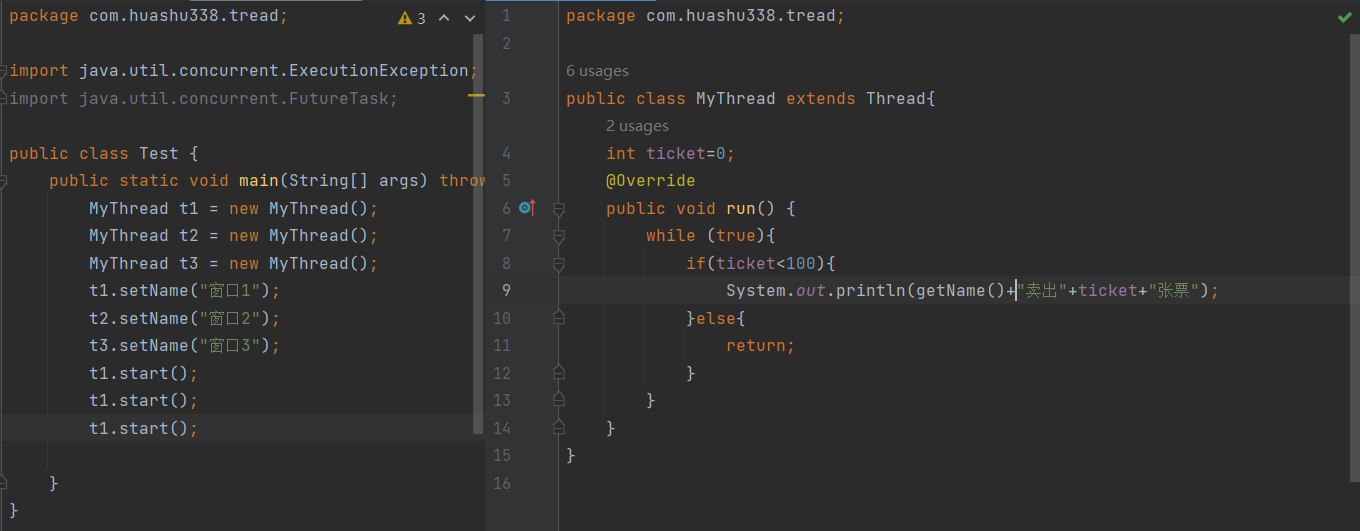 package com.huashu338.tread;
3
import java.util.concurrent.ExecutionException;
import java.util.concurrent.FutureTask;
public class Test {
public static void main(String[] args) throw
MyThread t1 = new MyThread();
MyThread t2 = new MyThread();
MyThread t3 = new MyThread();
t1.setName("窗口1");
t2.setName("窗口2");
t3.setName("窗口3");
t1.start();
t1.start();
t1.start();
}
}
1 package com.huashu338.tread;
2
6 usages
3 public class MyThread extends Thread{
2 usages
4 int ticket=0;
5 @Override
6 public void run() {
7 while (true){
8 if(ticket<100){
9 System.out.println(getName()+"卖出"+ticket+"张票");
10 }else{
11 return;
12 }
13 }
14 }
15 }
16